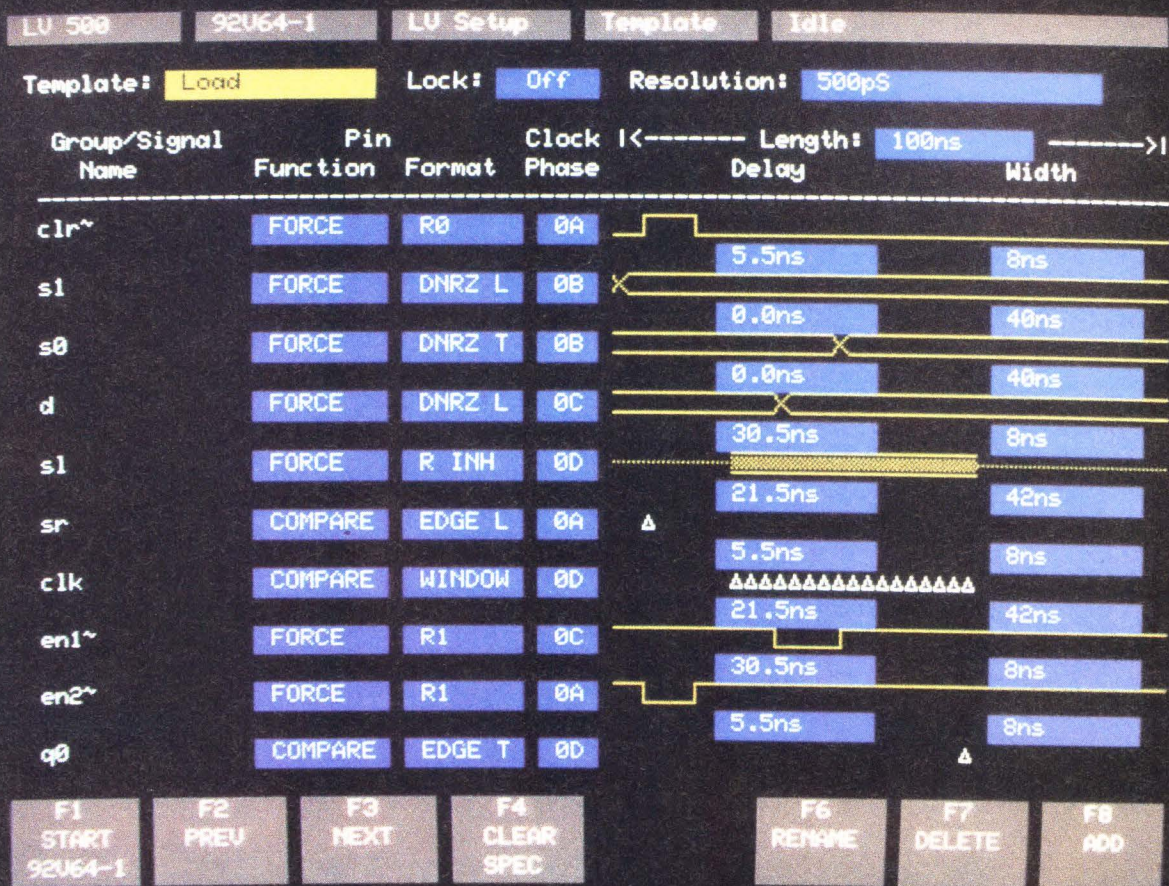 LV 500 92V64-1 LV Setup Template Idle
Template: Load Lock: Off Resolution: 500pS
Group/Signal Pin Clock |<------- Length: 100ns ------->|
Name Function Format Phase Delay Width
clr~ FORCE R0 0A
5.5ns 8ns
s1 FORCE DNRZ L 0B
0.0ns 40ns
s0 FORCE DNRZ T 0B
0.0ns 40ns
d FORCE DNRZ L 0C
30.5ns 8ns
sl FORCE R INH 0D
21.5ns 42ns
sr COMPARE EDGE L 0A
5.5ns 8ns
clk COMPARE WINDOW 0D
21.5ns 42ns
en1~ FORCE R1 0C
30.5ns 8ns
en2~ FORCE R1 0A
5.5ns 8ns
q0 COMPARE EDGE T 0D
F1 F2 F3 F4 F6 F7 F8
START PREV NEXT CLEAR RENAME DELETE ADD
92V64-1 SPEC